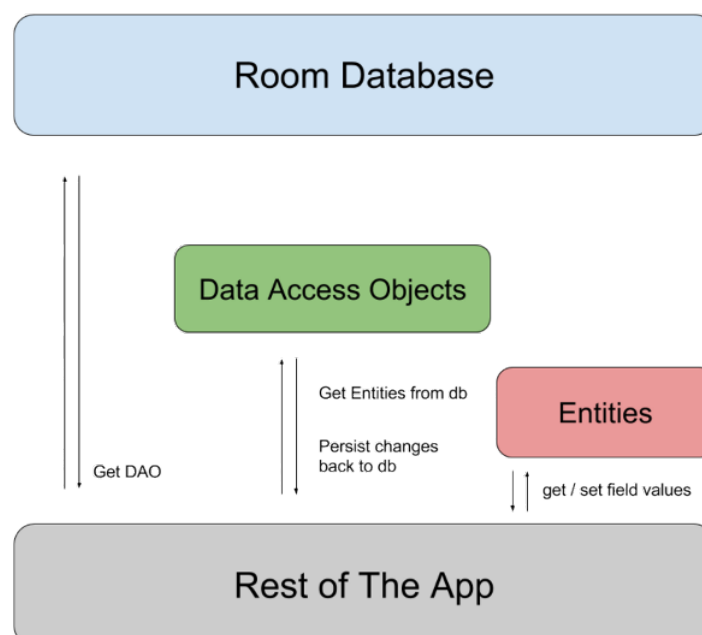 Room Database
Data Access Objects
Get Entities from db
Entities
Persist changes
back to db
Get DAO
get / set field values
Rest of The App